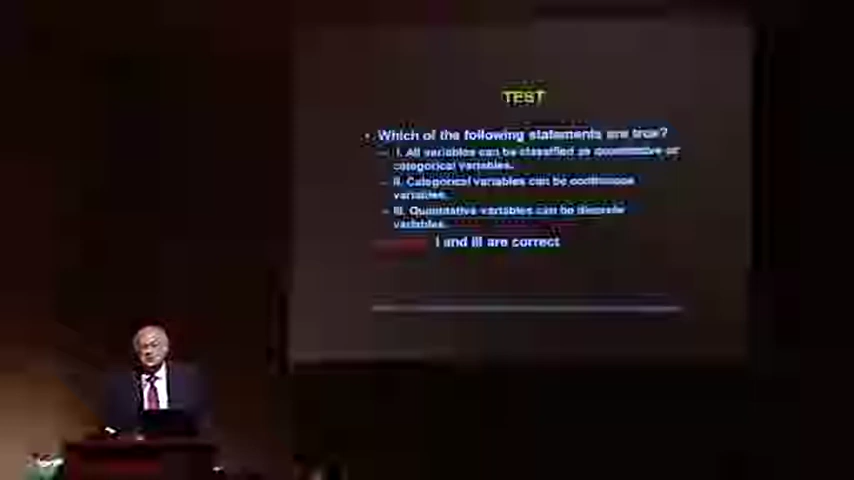 TEST
• Which of the following statements are true?
– I. All variables can be classified as quantitative or
categorical variables.
– II. Categorical variables can be continuous
variables.
– III. Quantitative variables can be discrete
variables.
I and III are correct